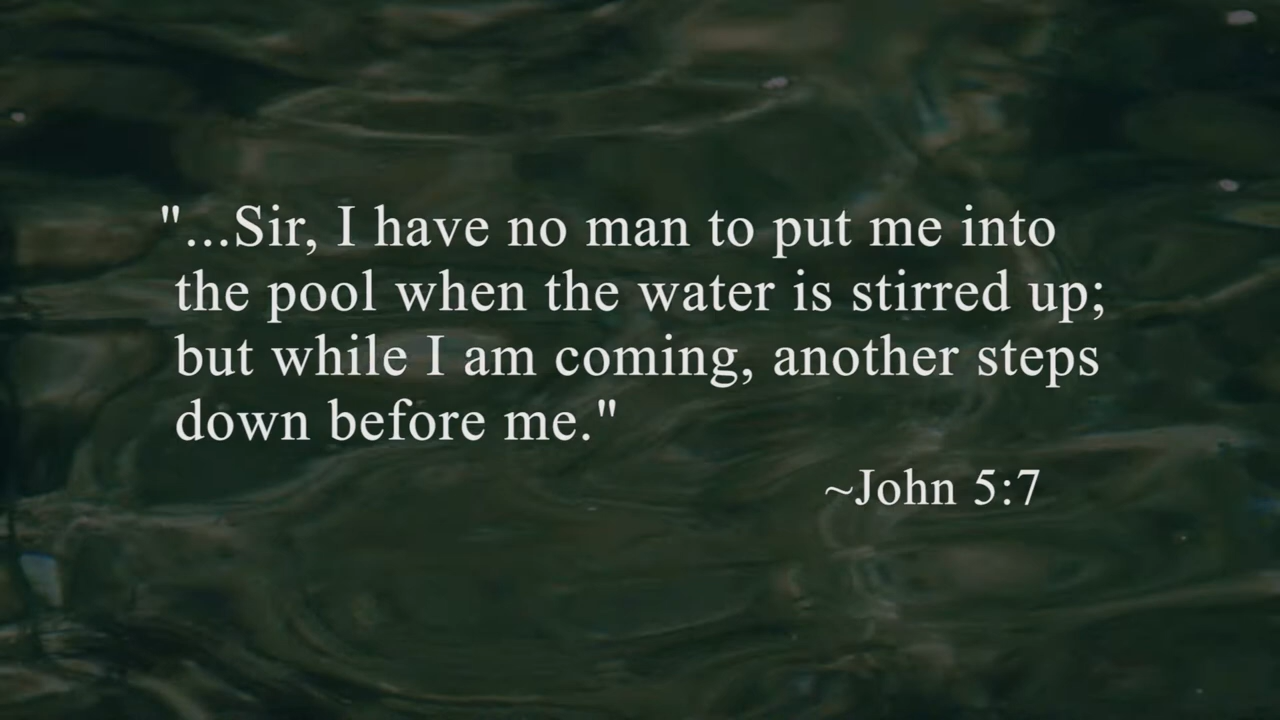 "...Sir, I have no man to put me into
the pool when the water is stirred up;
but while I am coming, another steps
down before me."
~John 5:7